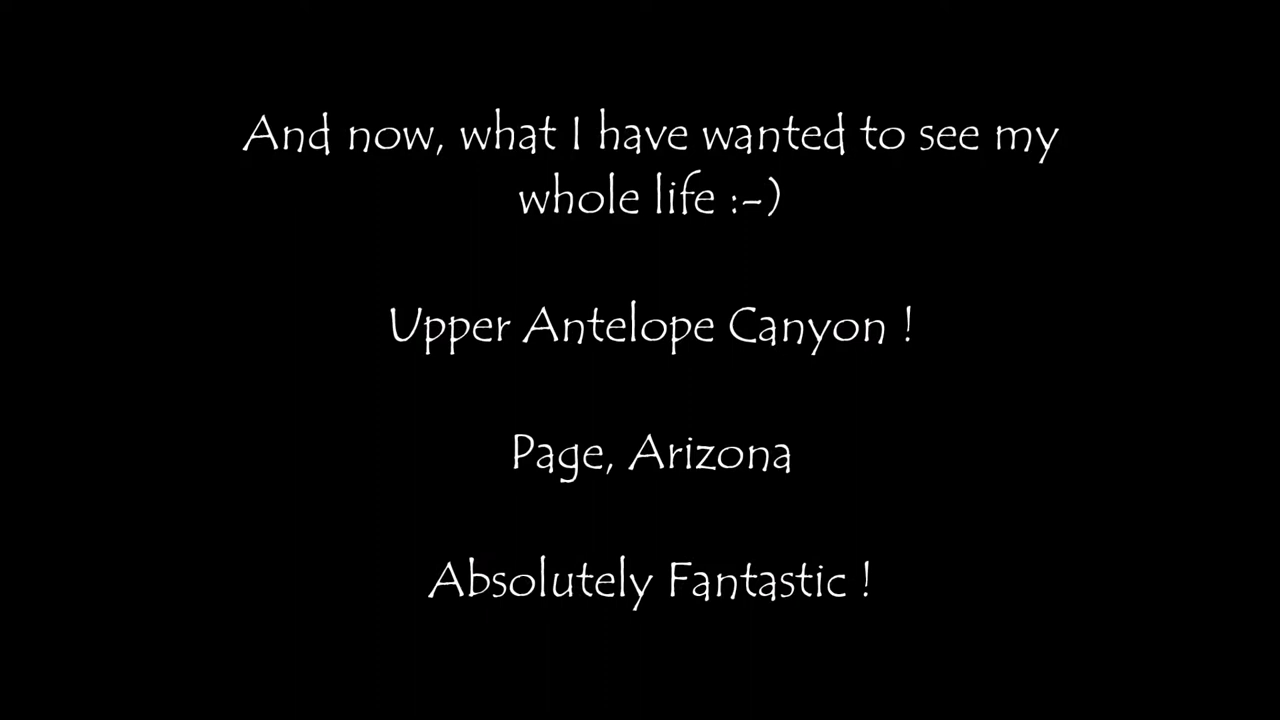 And now, what I have wanted to see my
whole life :-)
Upper Antelope Canyon !
Page, Arizona
Absolutely Fantastic !